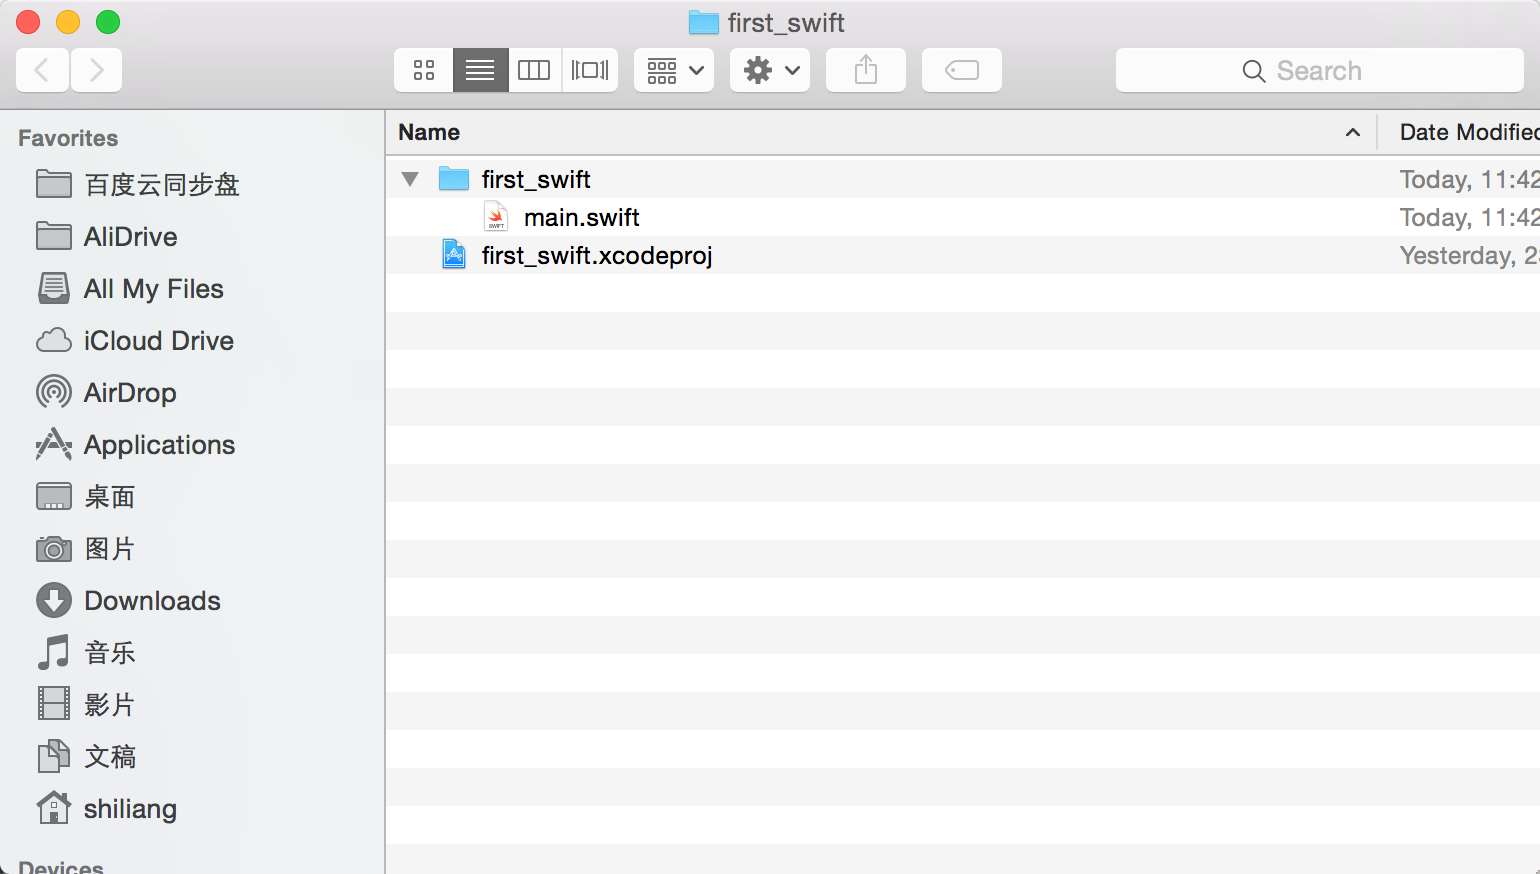 first_swift
Search
Favorites
百度云同步盘
AliDrive
All My Files
iCloud Drive
AirDrop
Applications
桌面
图片
Downloads
音乐
影片
文稿
shiliang
Devices
Name
Date Modified
first_swift
Today, 11:42
main.swift
SWIFT
Today, 11:42
first_swift.xcodeproj
Yesterday, 2